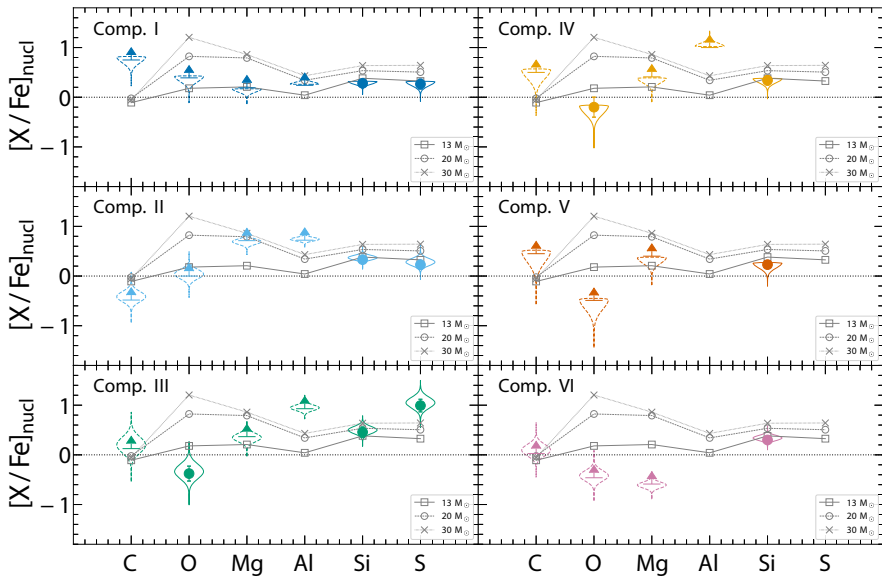 Comp. I
Comp. IV
[X / Fe]nucl
1
0
−1
13 M⊙
20 M⊙
30 M⊙
13 M⊙
20 M⊙
30 M⊙
Comp. II
Comp. V
[X / Fe]nucl
1
0
−1
13 M⊙
20 M⊙
30 M⊙
13 M⊙
20 M⊙
30 M⊙
Comp. III
Comp. VI
[X / Fe]nucl
1
0
−1
13 M⊙
20 M⊙
30 M⊙
13 M⊙
20 M⊙
30 M⊙
C O Mg Al Si S C O Mg Al Si S